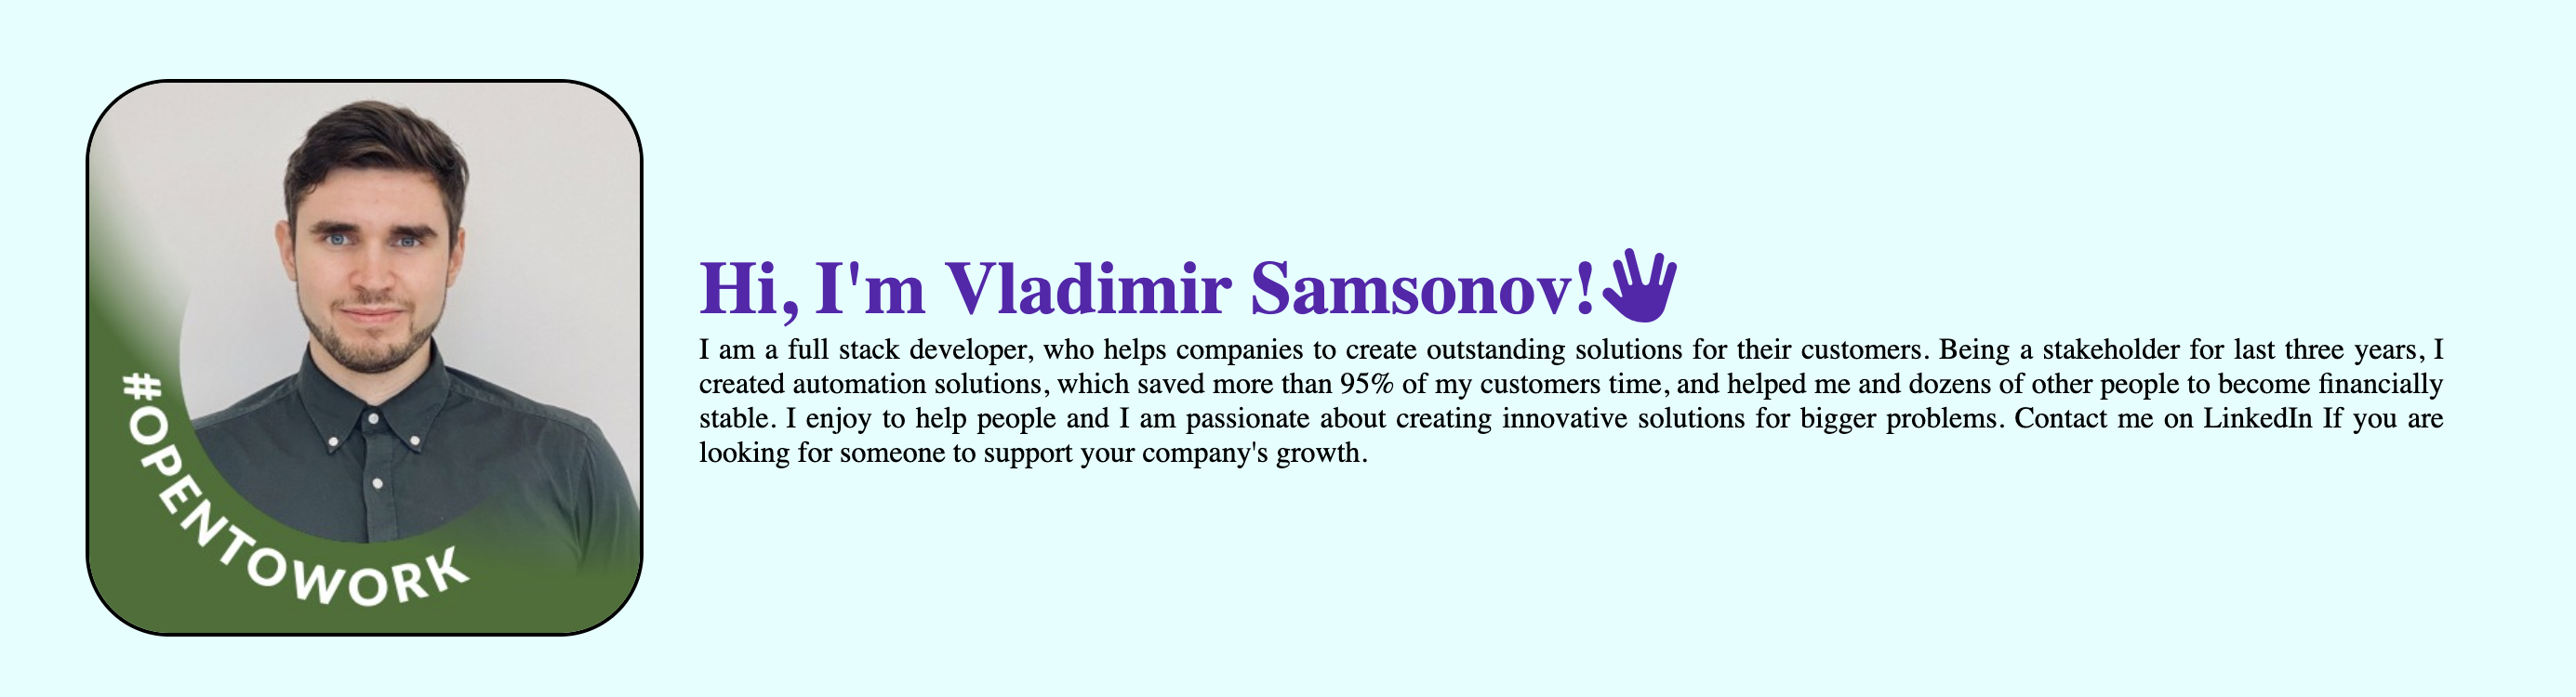 #OPENTOWORK
Hi, I'm Vladimir Samsonov!
I am a full stack developer, who helps companies to create outstanding solutions for their customers. Being a stakeholder for last three years, I
created automation solutions, which saved more than 95% of my customers time, and helped me and dozens of other people to become financially
stable. I enjoy to help people and I am passionate about creating innovative solutions for bigger problems. Contact me on LinkedIn If you are
looking for someone to support your company's growth.